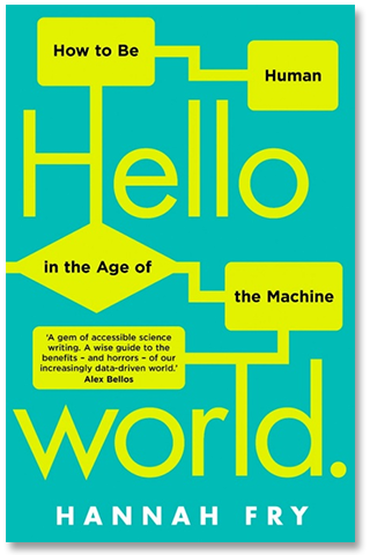 How to Be
Human
Hello
in the Age of
the Machine
‘A gem of accessible science
writing. A wise guide to the
benefits – and horrors – of our
increasingly data-driven world.’
Alex Bellos
world.
HANNAH FRY